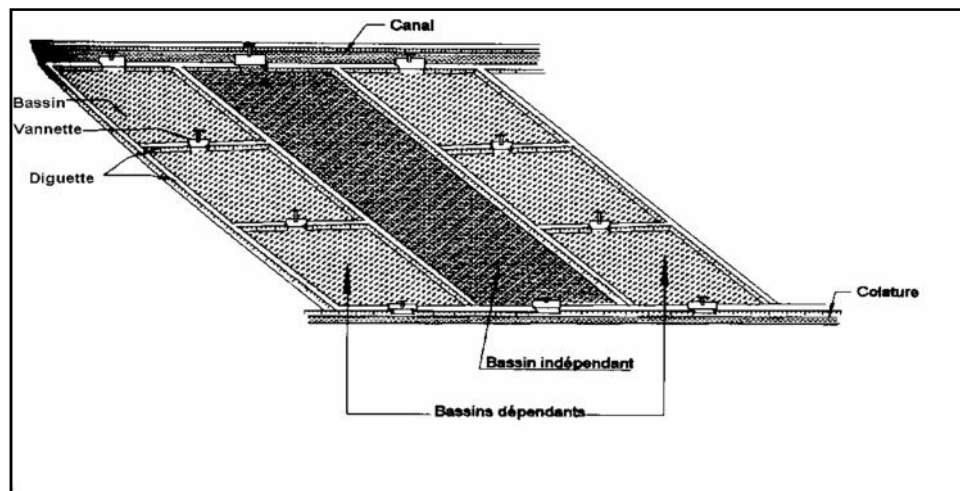 Canal
Bassin
Vannette
Diguette
Colature
Bassin indépendant
Bassins dépendants